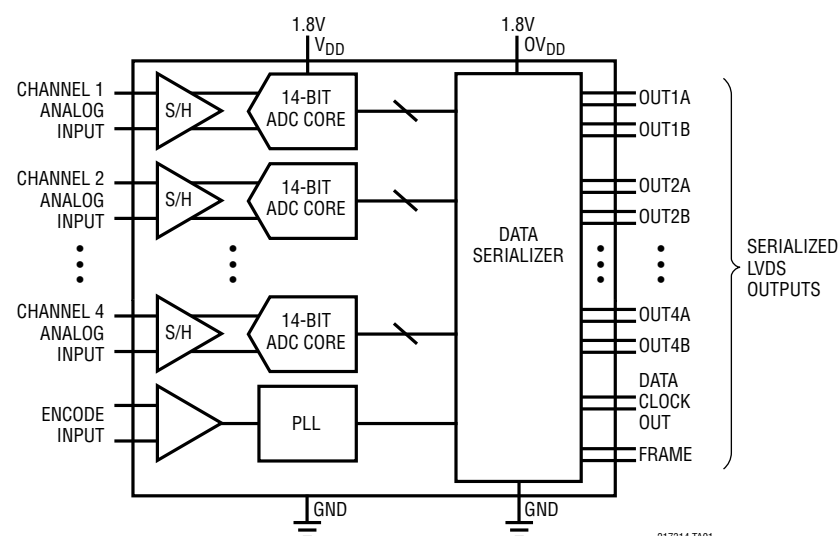 1.8V
VDD
1.8V
OVDD
CHANNEL 1
ANALOG
INPUT
S/H
14-BIT
ADC CORE
OUT1A
OUT1B
CHANNEL 2
ANALOG
INPUT
S/H
14-BIT
ADC CORE
OUT2A
OUT2B
DATA
SERIALIZER
SERIALIZED
LVDS
OUTPUTS
CHANNEL 4
ANALOG
INPUT
S/H
14-BIT
ADC CORE
OUT4A
OUT4B
ENCODE
INPUT
PLL
DATA
CLOCK
OUT
FRAME
GND
GND